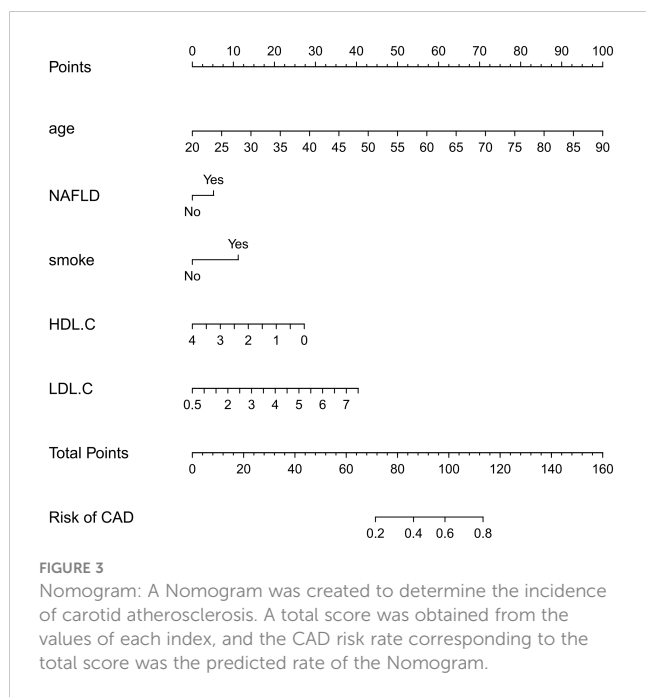 0 10 20 30 40 50 60 70 80 90 100
Points
age
20 25 30 35 40 45 50 55 60 65 70 75 80 85 90
Yes
NAFLD
No
Yes
smoke
No
HDL.C
4 3 2 1 0
LDL.C
0.5 2 3 4 5 6 7
Total Points
0 20 40 60 80 100 120 140 160
Risk of CAD
0.2 0.4 0.6 0.8
FIGURE 3
Nomogram: A Nomogram was created to determine the incidence
of carotid atherosclerosis. A total score was obtained from the
values of each index, and the CAD risk rate corresponding to the
total score was the predicted rate of the Nomogram.